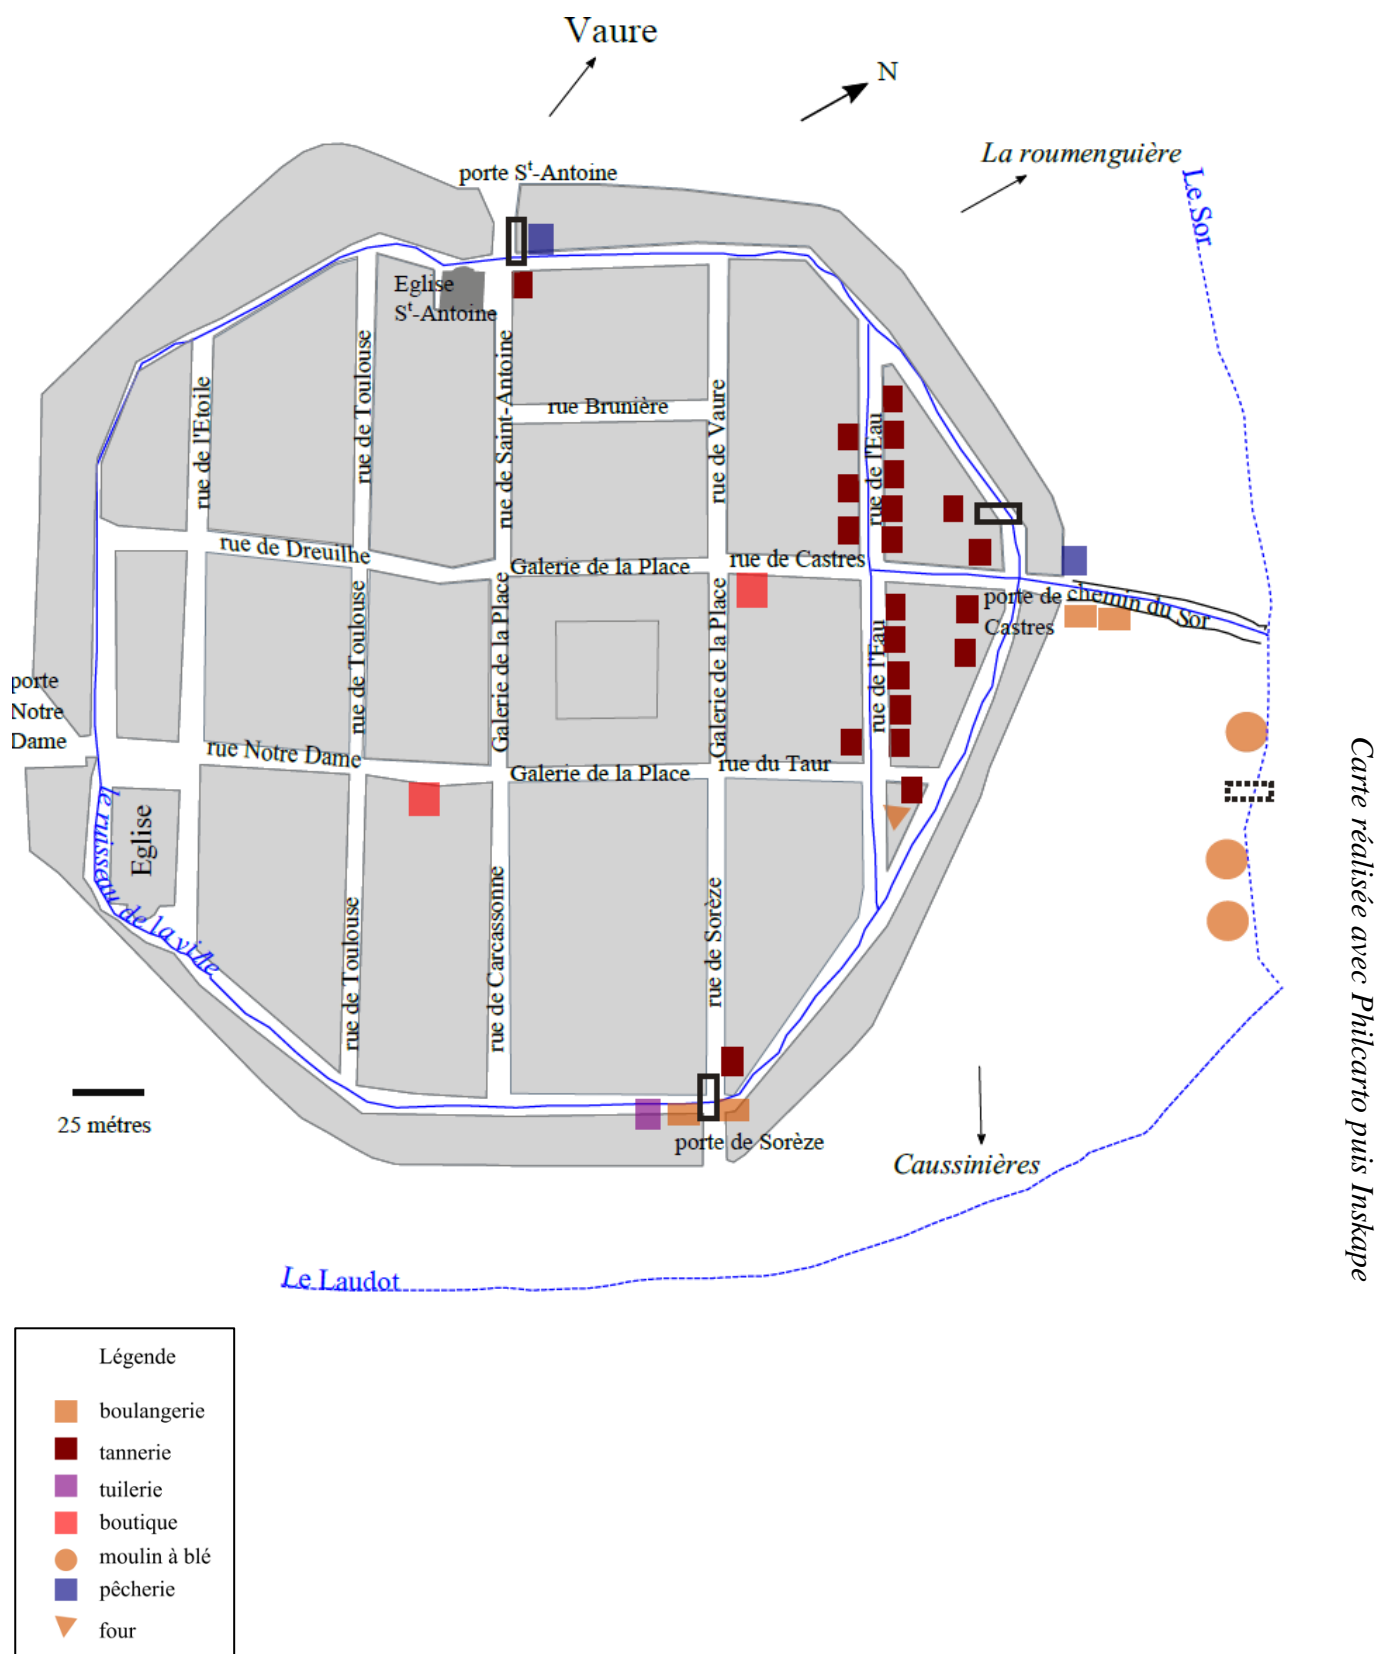 Vaure
N
La roumenguière
porte St-Antoine
Le Sor
Eglise
St-Antoine
rue de l'Etoile
rue de Toulouse
rue de Saint-Antoine
rue Brunière
rue de Vaure
rue de l'Eau
rue de Dreuilhe
Galerie de la Place
rue de Castres
porte de
Castres
chemin du Sor
rue de Toulouse
Galerie de la Place
Galerie de la Place
rue de l'Eau
porte
Notre
Dame
rue Notre Dame
Galerie de la Place
rue du Taur
le ruisseau de la ville
Eglise
rue de Toulouse
rue de Carcassonne
rue de Sorèze
25 métres
porte de Sorèze
Caussinières
Le Laudot
Carte réalisée avec Philcarto puis Inskape
Légende
boulangerie
tannerie
tuilerie
boutique
moulin à blé
pêcherie
four